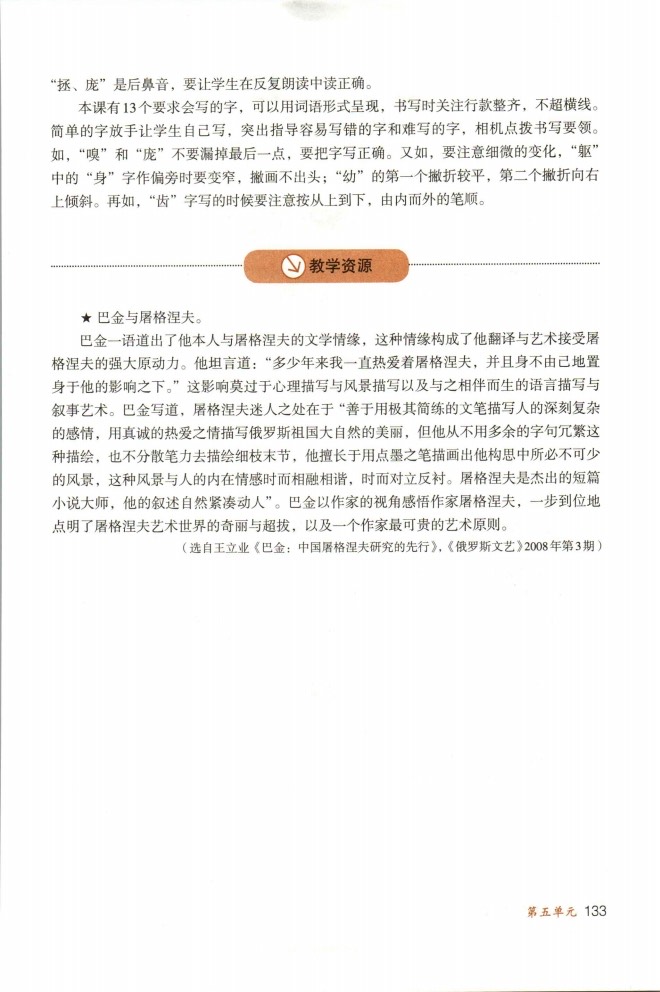 “拯、庞”是后鼻音，要让学生在反复朗读中读正确。
本课有13个要求会写的字，可以用词语形式呈现，书写时关注行款整齐，不超横线。
简单的字放手让学生自己写，突出指导容易写错的字和难写的字，相机点拨书写要领。
如，“嗅”和“庞”不要漏掉最后一点，要把字写正确。又如，要注意细微的变化，“躯”
中的“身”字作偏旁时要变窄，撇画不出头；“幼”的第一个撇折较平，第二个撇折向右
上倾斜。再如，“齿”字写的时候要注意按从上到下，由内而外的笔顺。
教学资源
★ 巴金与屠格涅夫。
巴金一语道出了他本人与屠格涅夫的文学情缘，这种情缘构成了他翻译与艺术接受屠
格涅夫的强大原动力。他坦言道：“多少年来我一直热爱着屠格涅夫，并且身不由己地置
身于他的影响之下。”这影响莫过于心理描写与风景描写以及与之相伴而生的语言描写与
叙事艺术。巴金写道，屠格涅夫迷人之处在于“善于用极其简练的文笔描写人的深刻复杂
的感情，用真诚的热爱之情描写俄罗斯祖国大自然的美丽，但他从不用多余的字句冗繁这
种描绘，也不分散笔力去描绘细枝末节，他擅长于用点墨之笔描画出他构思中所必不可少
的风景，这种风景与人的内在情感时而相融相谐，时而对立反衬。屠格涅夫是杰出的短篇
小说大师，他的叙述自然紧凑动人”。巴金以作家的视角感悟作家屠格涅夫，一步到位地
点明了屠格涅夫艺术世界的奇丽与超拔，以及一个作家最可贵的艺术原则。
（选自王立业《巴金：中国屠格涅夫研究的先行》，《俄罗斯文艺》2008年第3期）
第五单元 133